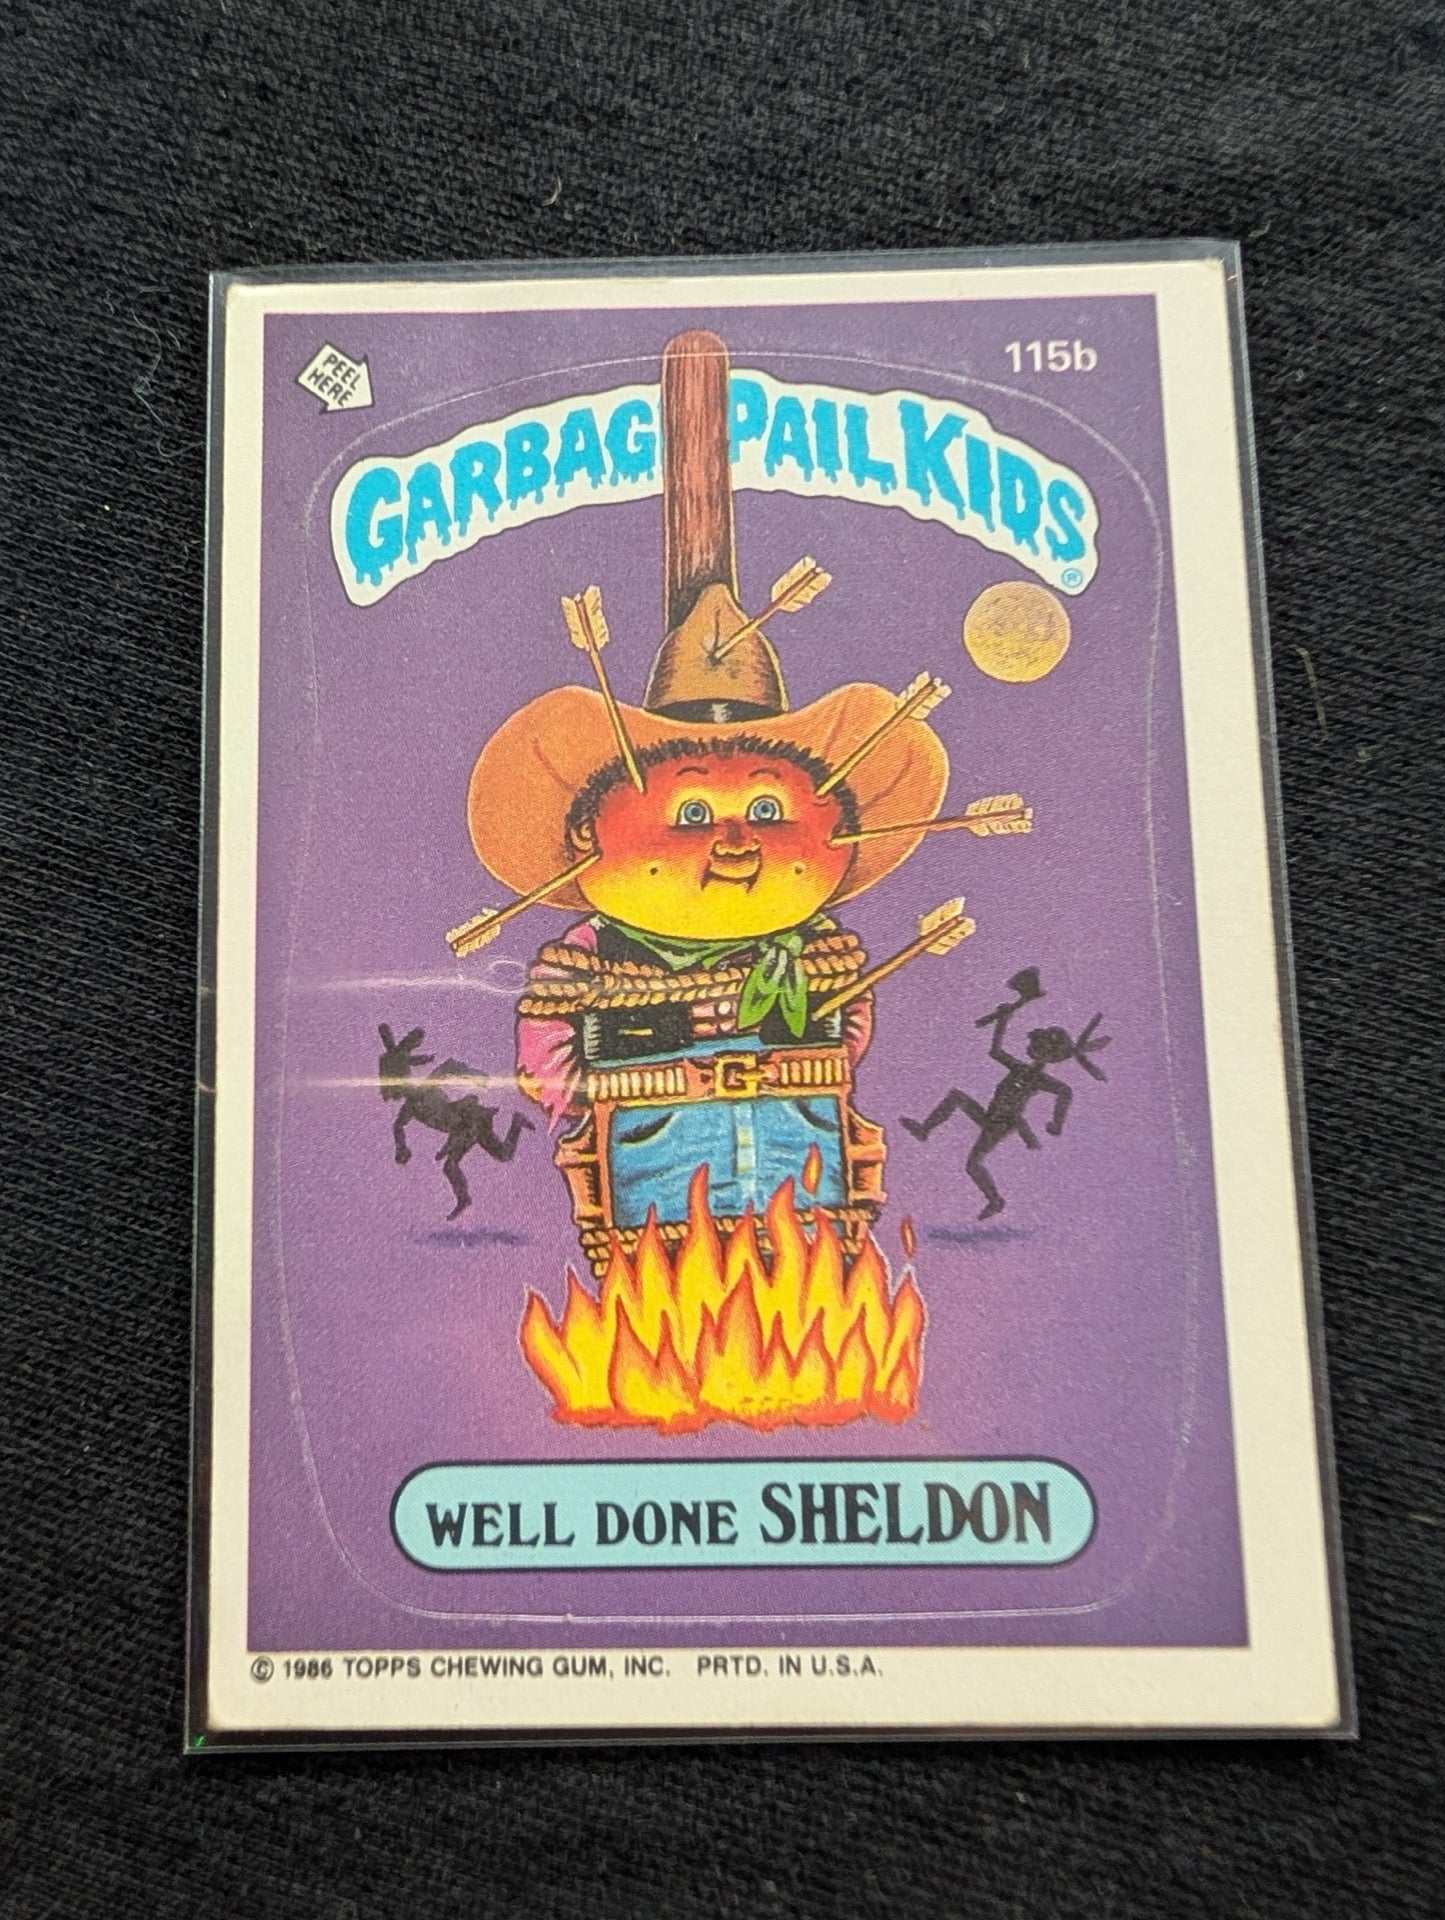 PEEL
HERE
115b
GARBAGE PAIL KIDS
®
G
WELL DONE SHELDON
© 1986 TOPPS CHEWING GUM, INC. PRTD. IN U.S.A.